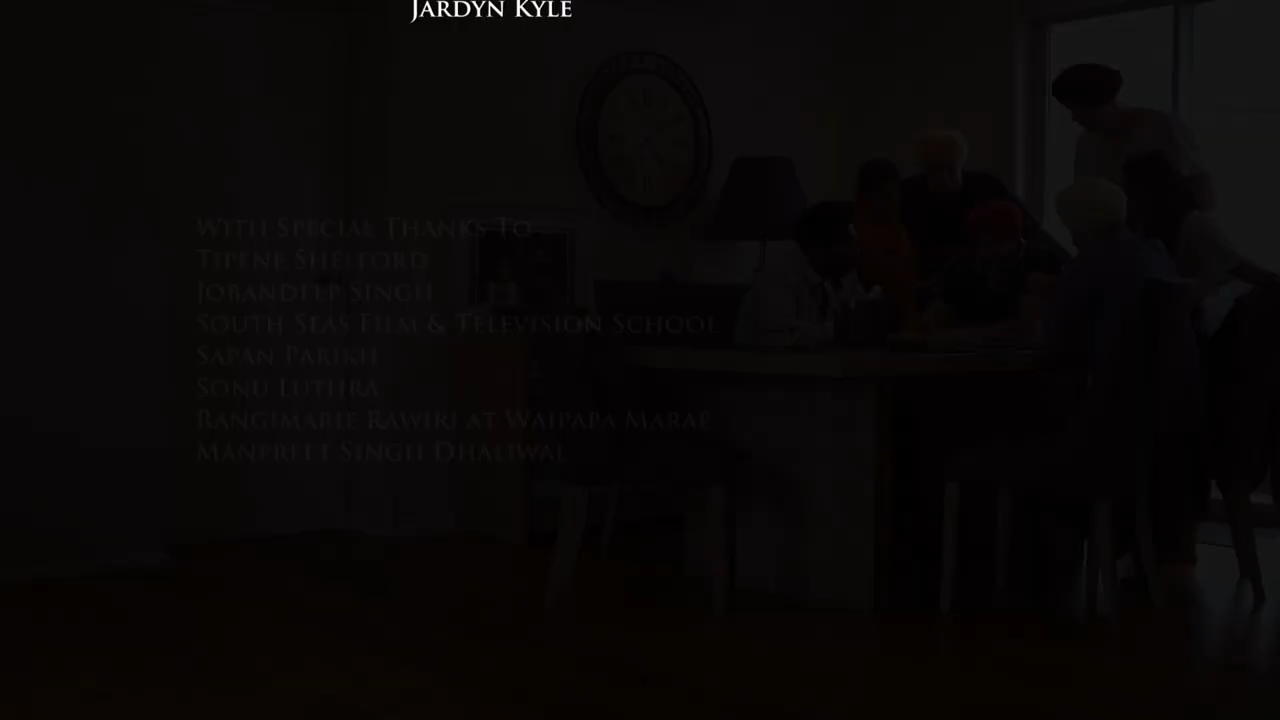 Jardyn Kyle
With Special Thanks To
Tipene Shelford
Jobandeep Singh
South Seas Film & Television School
Sapan Parikh
Sonu Luthra
Rangimarie Rawiri at Waipapa Marae
Manpreet Singh Dhaliwal